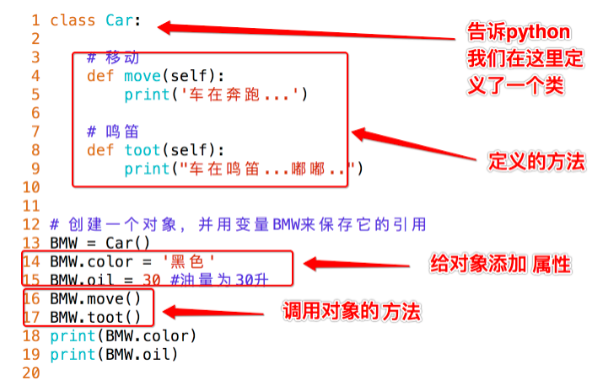 1 class Car:
2
3 # 移动
4 def move(self):
5 print('车在奔跑...')
6
7 # 鸣笛
8 def toot(self):
9 print("车在鸣笛...嘟嘟..")
10
11
12 # 创建一个对象，并用变量BMW来保存它的引用
13 BMW = Car()
14 BMW.color = '黑色'
15 BMW.oil = 30 #油量为30升
16 BMW.move()
17 BMW.toot()
18 print(BMW.color)
19 print(BMW.oil)
20
告诉python
我们在这里定
义了一个类
定义的方法
给对象添加 属性
调用对象的方法